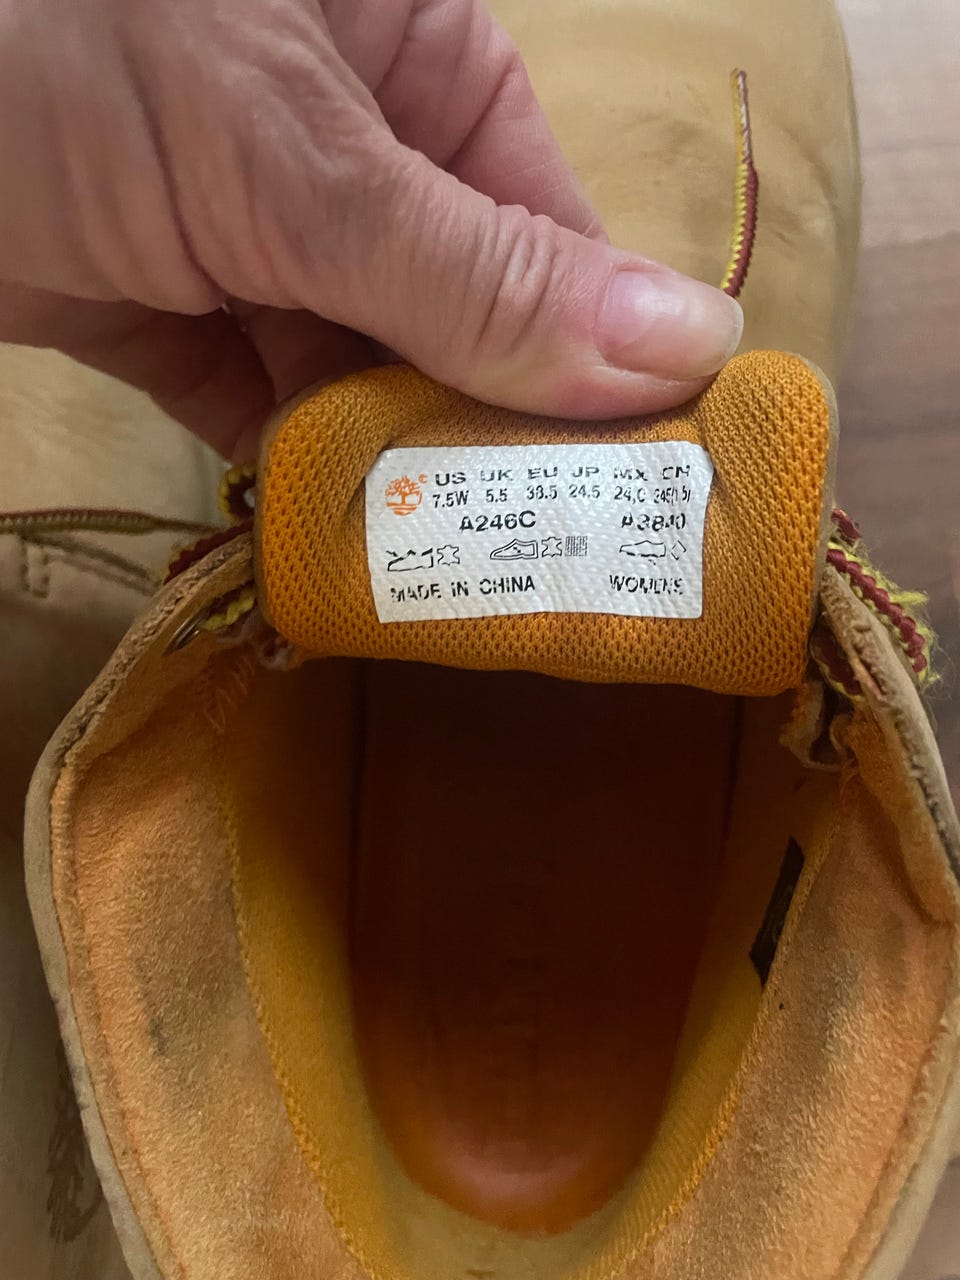 US UK EU JP MX CN
7.5W 5.5 38.5 24.5 24.0
A246C
MADE IN CHINA WOMENS